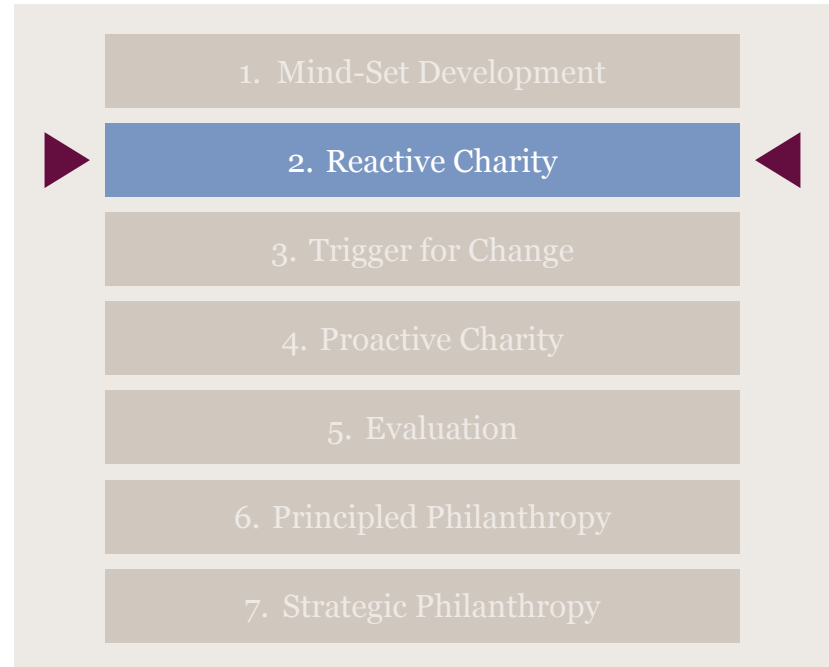 1. Mind-Set Development
2. Reactive Charity
3. Trigger for Change
4. Proactive Charity
5. Evaluation
6. Principled Philanthropy
7. Strategic Philanthropy